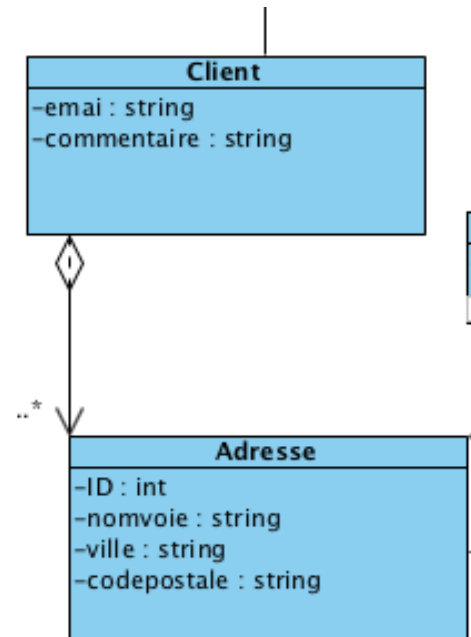 Client
-emai : string
-commentaire : string
..*
Adresse
-ID : int
-nomvoie : string
-ville : string
-codepostale : string